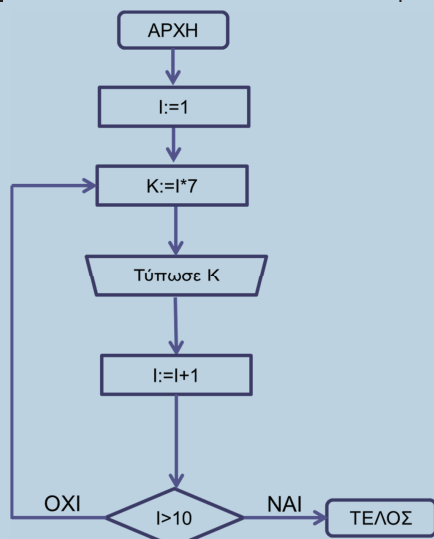 ΑΡΧΗ
I:=1
K:=I*7
Τύπωσε Κ
I:=I+1
ΟΧΙ
I>10
ΝΑΙ
ΤΕΛΟΣ